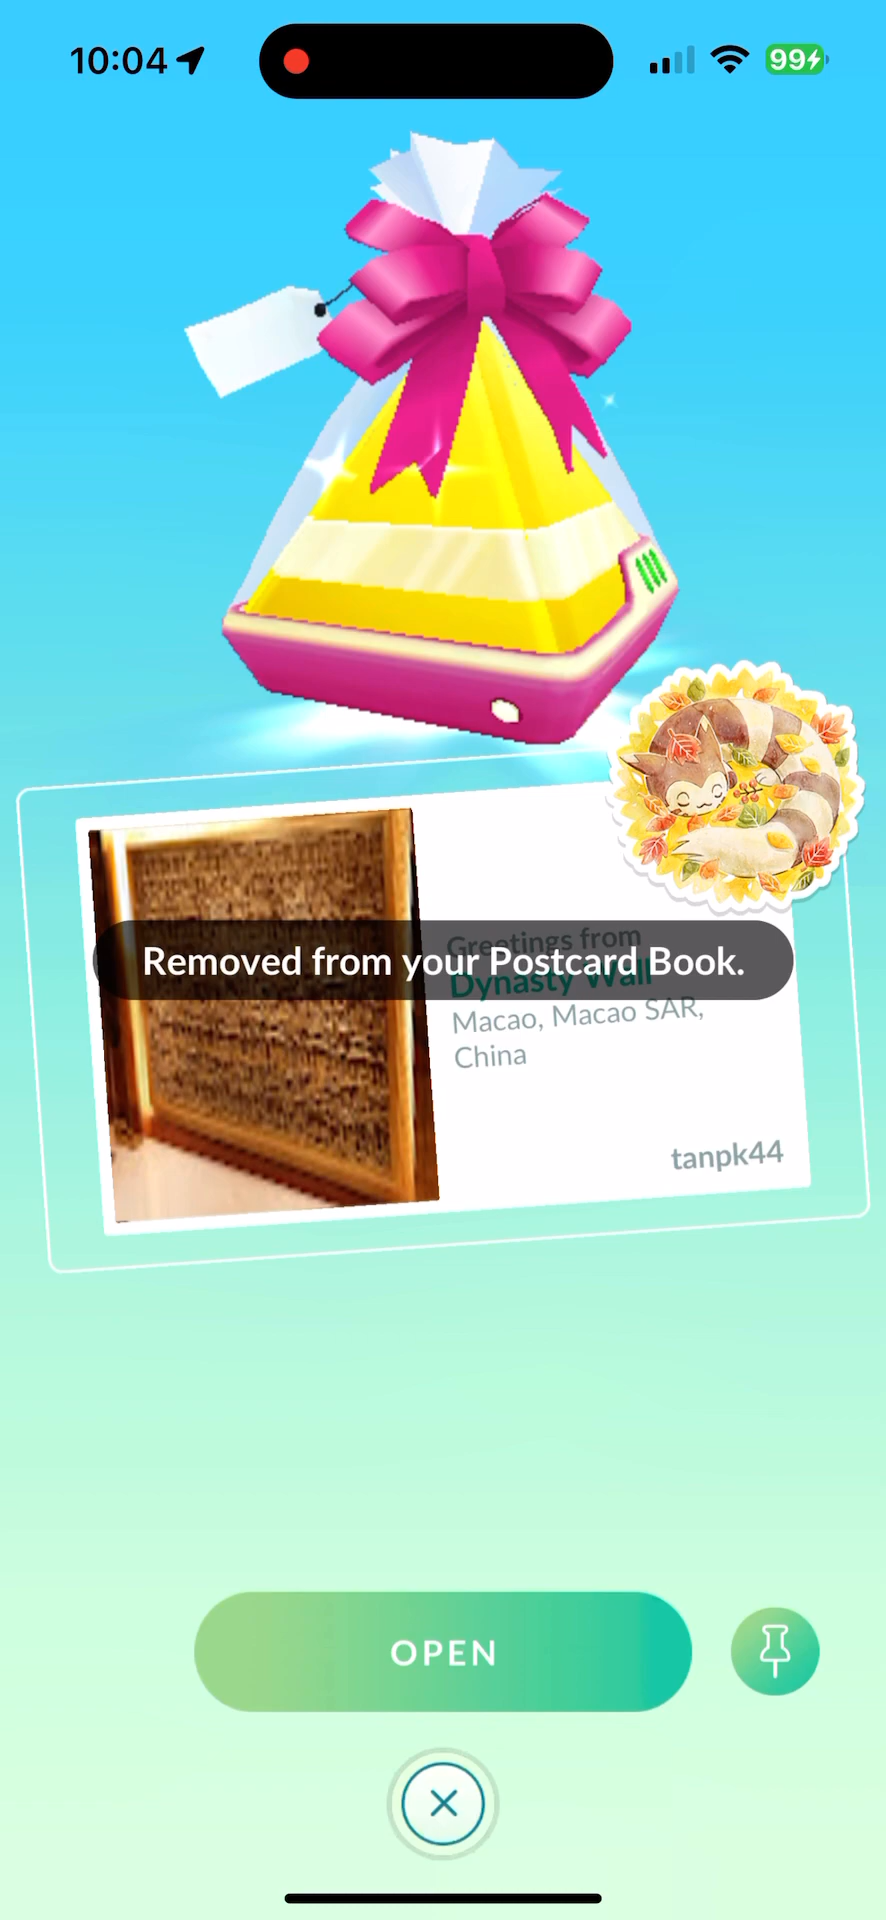 10:04
99
Greetings from
Removed from your Postcard Book.
Dynasty Wall
Macao, Macao SAR,
China
tanpk44
OPEN